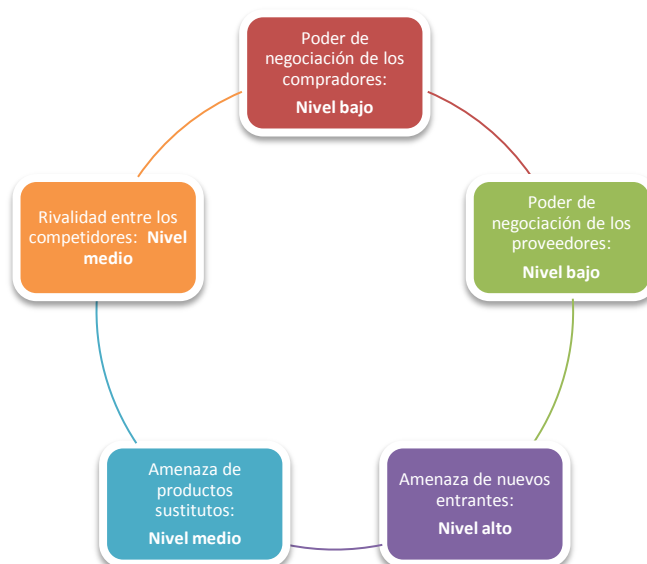 Poder de
negociación de los
compradores:
Nivel bajo
Poder de
negociación de los
proveedores:
Nivel bajo
Amenaza de nuevos
entrantes:
Nivel alto
Amenaza de
productos
sustitutos:
Nivel medio
Rivalidad entre los
competidores: Nivel
medio